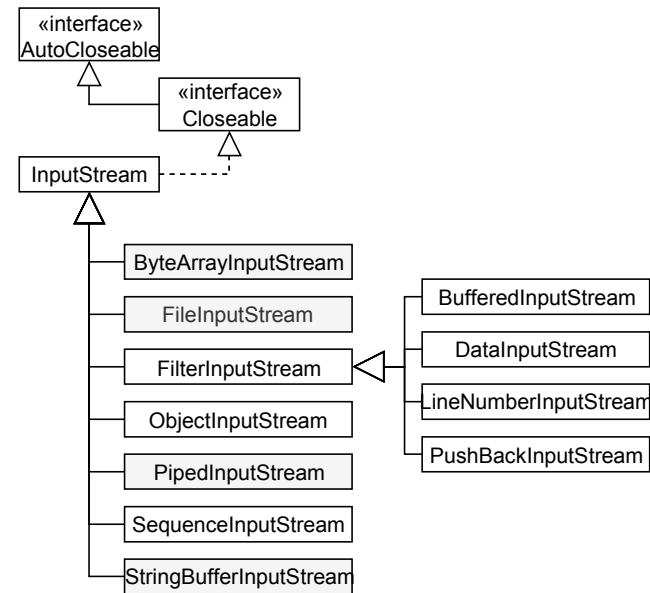 «interface»
AutoCloseable
«interface»
Closeable
InputStream
ByteArrayInputStream
FileInputStream
FilterInputStream
ObjectInputStream
PipedInputStream
SequenceInputStream
StringBufferInputStream
BufferedInputStream
DataInputStream
LineNumberInputStream
PushBackInputStream